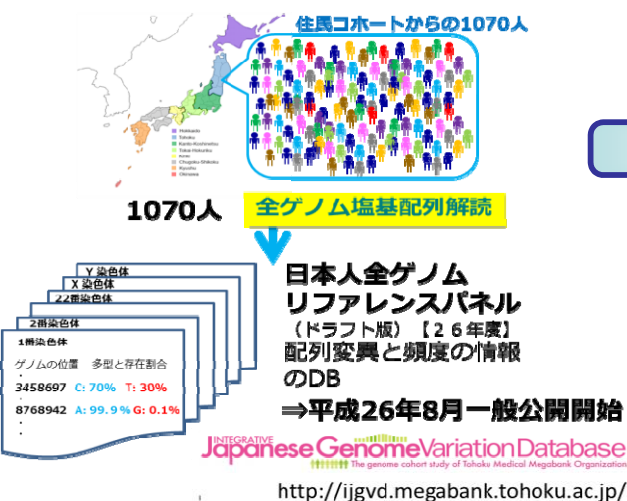 住民コホートからの1070人
Hokkaido
Tohoku
Kanto-Koshinetsu
Tokai-Hokuriku
Kinki
Chugoku-Shikoku
Kyushu
Okinawa
1070人
全ゲノム塩基配列解読
Y 染色体
X 染色体
22番染色体
2番染色体
1番染色体
ゲノムの位置 多型と存在割合
・
3458697 C: 70% T: 30%
・
8768942 A: 99.9% G: 0.1%
・
・
日本人全ゲノム
リファレンスパネル
(ドラフト版)【26年度】
配列変異と頻度の情報
のDB
⇒平成26年8月一般公開開始
INTEGRATIVE
Japanese Genome Variation Database
The genome cohort study of Tohoku Medical Megabank Organization
http://ijgvd.megabank.tohoku.ac.jp/